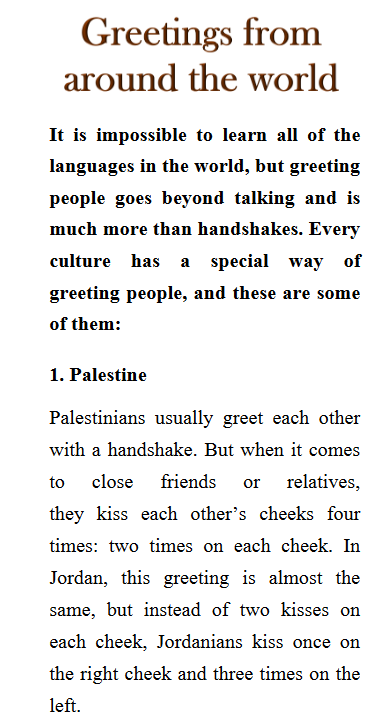 Greetings from
around the world
It is impossible to learn all of the
languages in the world, but greeting
people goes beyond talking and is
much more than handshakes. Every
culture has a special way of
greeting people, and these are some
of them:
1. Palestine
Palestinians usually greet each other
with a handshake. But when it comes
to close friends or relatives,
they kiss each other’s cheeks four
times: two times on each cheek. In
Jordan, this greeting is almost the
same, but instead of two kisses on
each cheek, Jordanians kiss once on
the right cheek and three times on the
left.